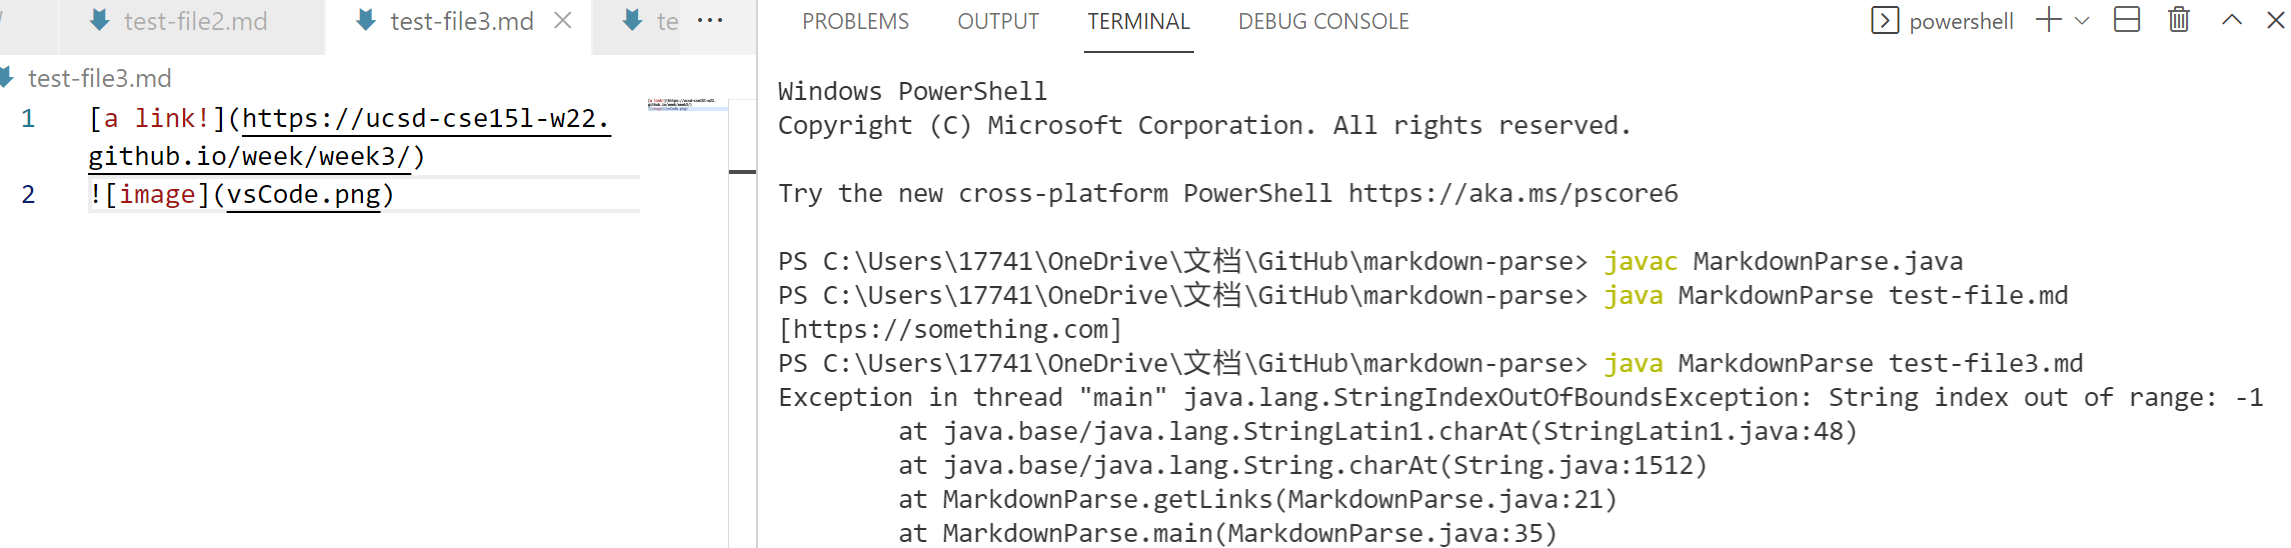 test-file2.md
test-file3.md
te
PROBLEMS OUTPUT TERMINAL DEBUG CONSOLE
powershell
test-file3.md
1 [a link!](https://ucsd-cse15l-w22.
github.io/week/week3/)
2 ![image](vsCode.png)
Windows PowerShell
Copyright (C) Microsoft Corporation. All rights reserved.
Try the new cross-platform PowerShell https://aka.ms/pscore6
PS C:\Users\17741\OneDrive\文档\GitHub\markdown-parse> javac MarkdownParse.java
PS C:\Users\17741\OneDrive\文档\GitHub\markdown-parse> java MarkdownParse test-file.md
[https://something.com]
PS C:\Users\17741\OneDrive\文档\GitHub\markdown-parse> java MarkdownParse test-file3.md
Exception in thread "main" java.lang.StringIndexOutOfBoundsException: String index out of range: -1
at java.base/java.lang.StringLatin1.charAt(StringLatin1.java:48)
at java.base/java.lang.String.charAt(String.java:1512)
at MarkdownParse.getLinks(MarkdownParse.java:21)
at MarkdownParse.main(MarkdownParse.java:35)